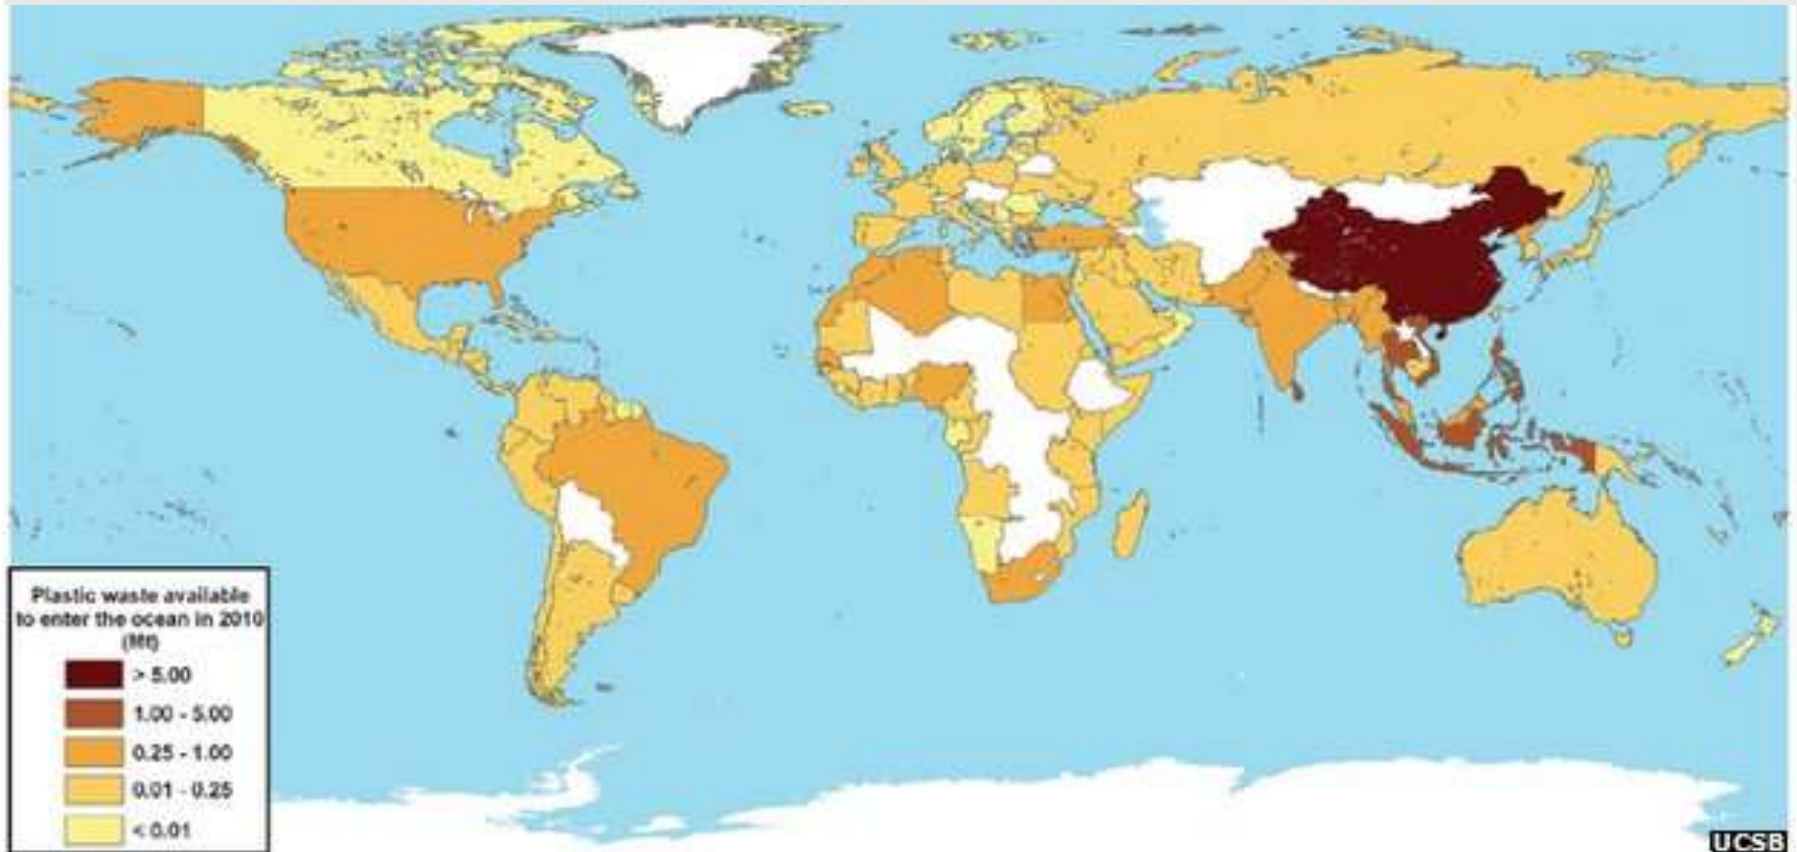 Plastic waste available
to enter the ocean in 2010
(Mt)
> 5.00
1.00 - 5.00
0.25 - 1.00
0.01 - 0.25
< 0.01
UCSB